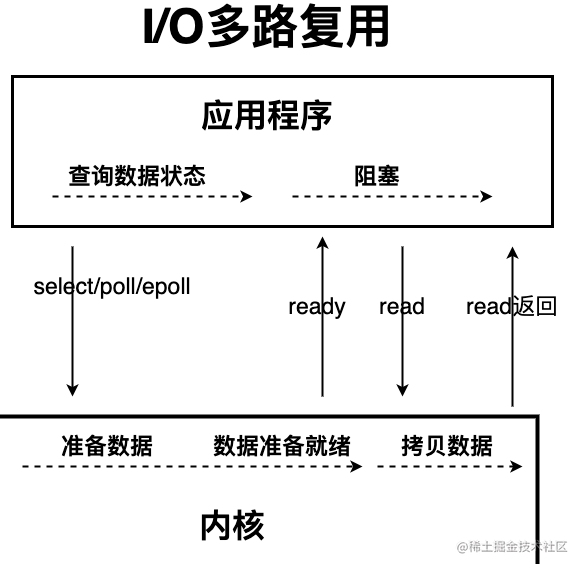 I/O多路复用
应用程序
查询数据状态 阻塞
select/poll/epoll
ready read read返回
准备数据 数据准备就绪 拷贝数据
内核
@稀土掘金技术社区